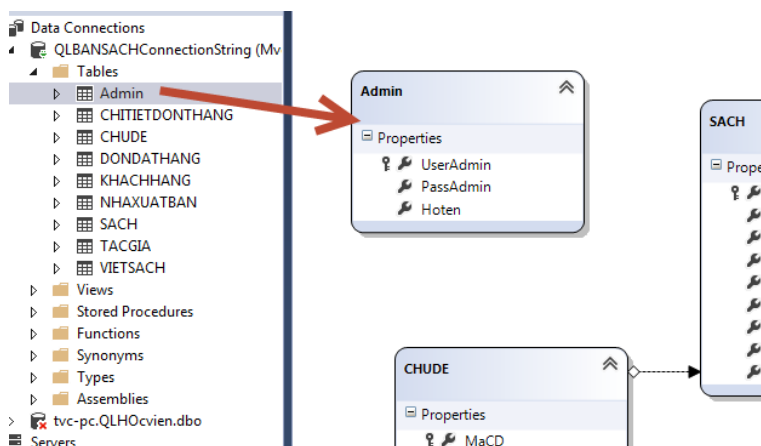 Data Connections
QLBANSACHConnectionString (Mv
Tables
Admin
CHITIETDONTHANG
CHUDE
DONDATHANG
KHACHHANG
NHAXUATBAN
SACH
TACGIA
VIETSACH
Views
Stored Procedures
Functions
Synonyms
Types
Assemblies
tvc-pc.QLHOcvien.dbo
Servers
Admin
Properties
UserAdmin
PassAdmin
Hoten
SACH
Prope
CHUDE
Properties
MaCD